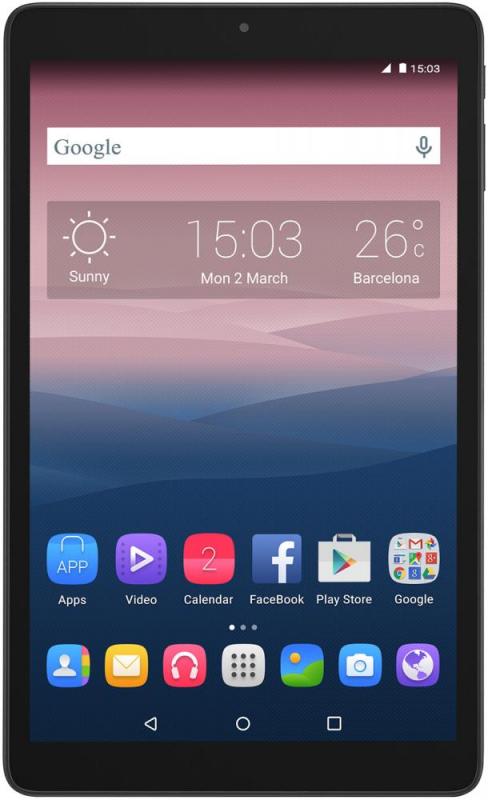 15:03
Google
15:03
26°C
Sunny
Mon 2 March
Barcelona
APP
2
Apps
Video
Calendar
FaceBook
Play Store
Google